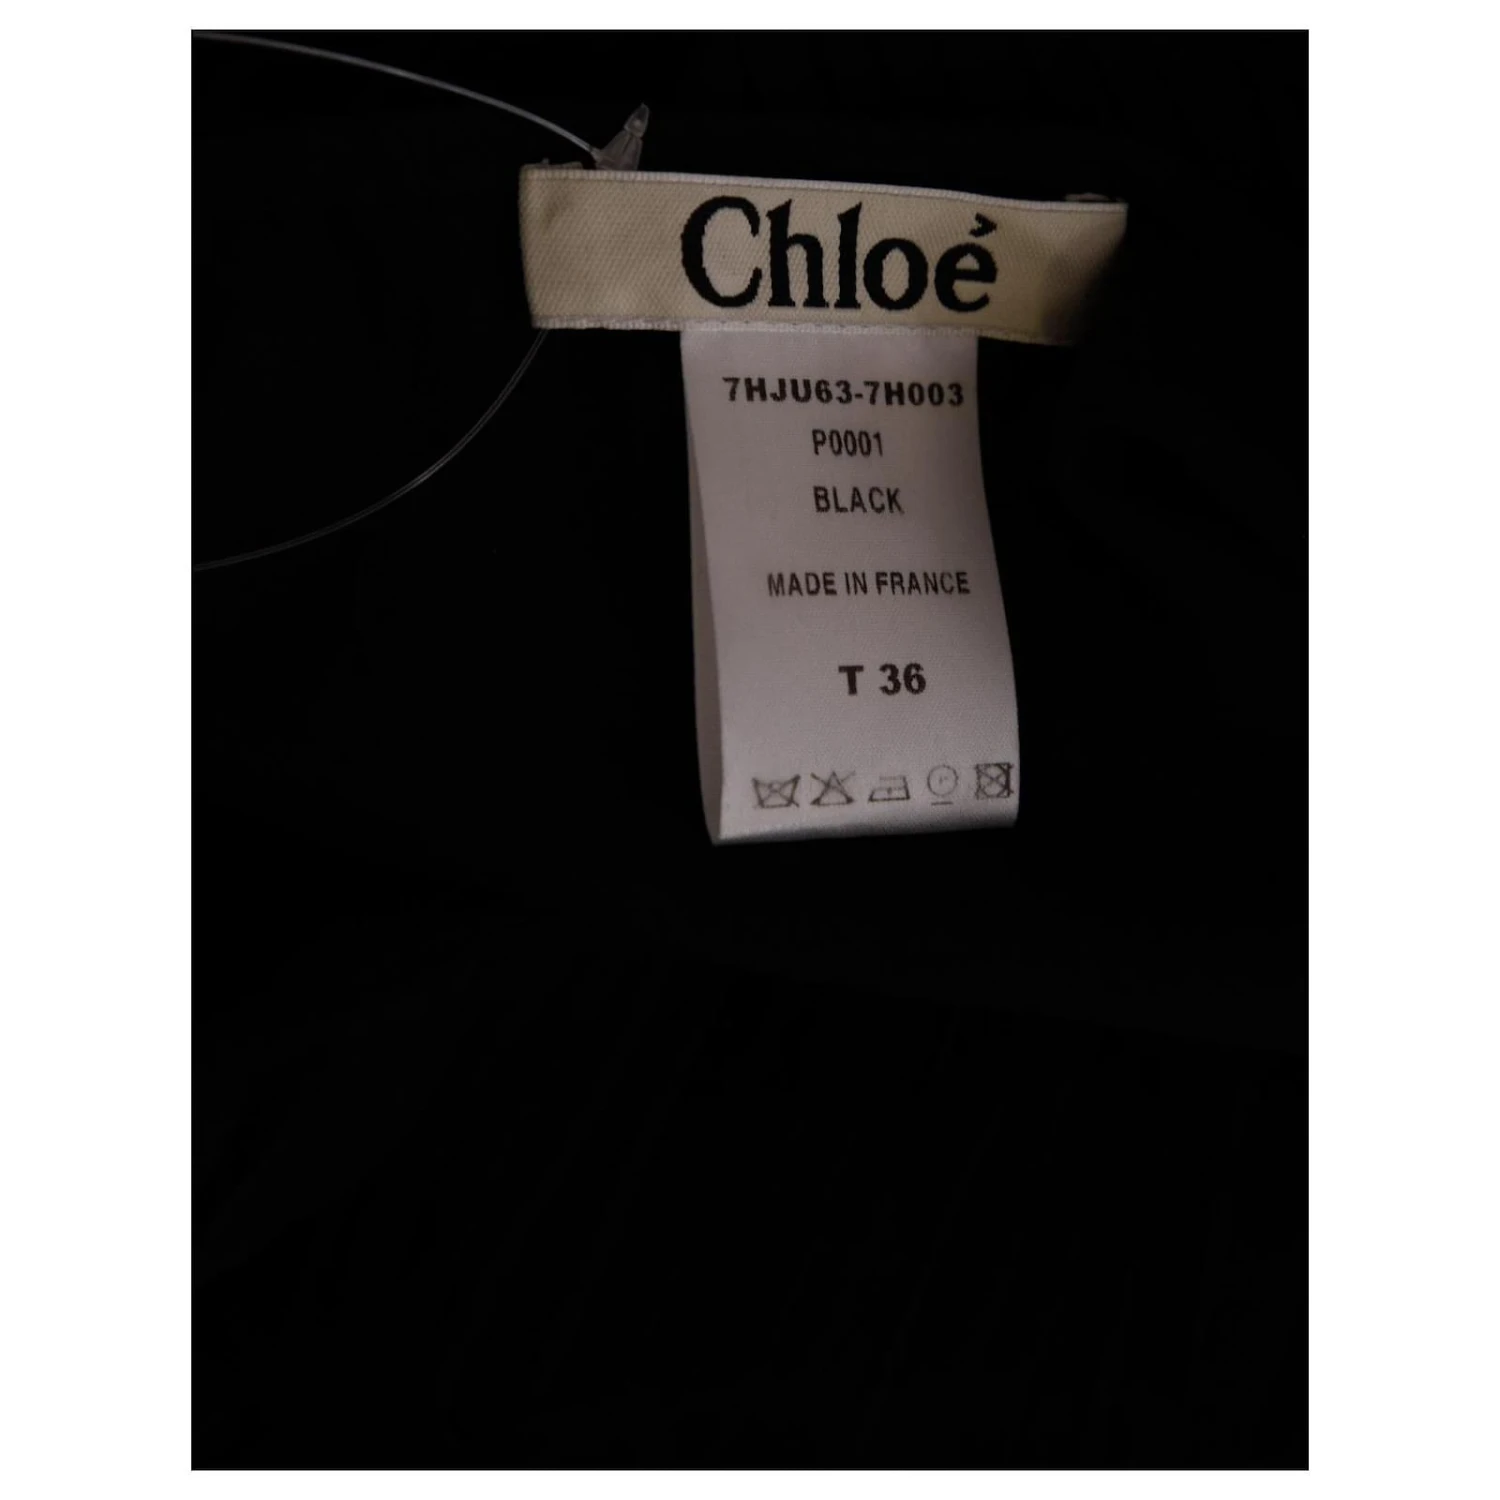 Chloé
7HJU63-7H003
P0001
BLACK
MADE IN FRANCE
T 36